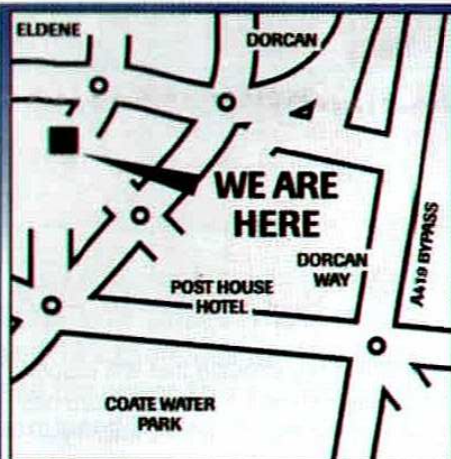 ELDENE
DORCAN
WE ARE
HERE
DORCAN
WAY
A419 BYPASS
POST HOUSE
HOTEL
COATE WATER
PARK